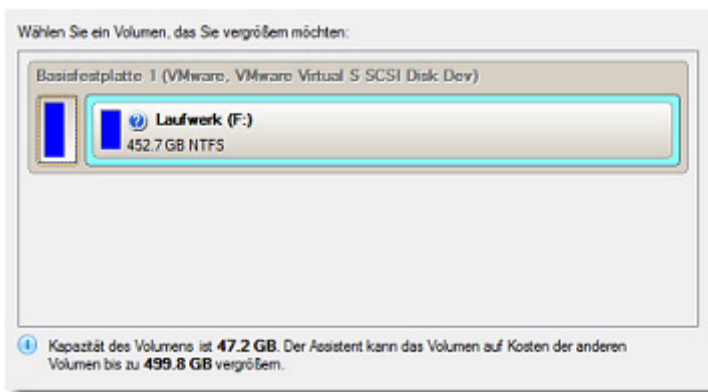 Wählen Sie ein Volumen, das Sie vergrößern möchten:
Basisfestplatte 1 (VMware, VMware Virtual S SCSI Disk Dev)
Laufwerk (F:)
452.7 GB NTFS
Kapazität des Volumens ist 47.2 GB. Der Assistent kann das Volumen auf Kosten der anderen
Volumen bis zu 499.8 GB vergrößern.